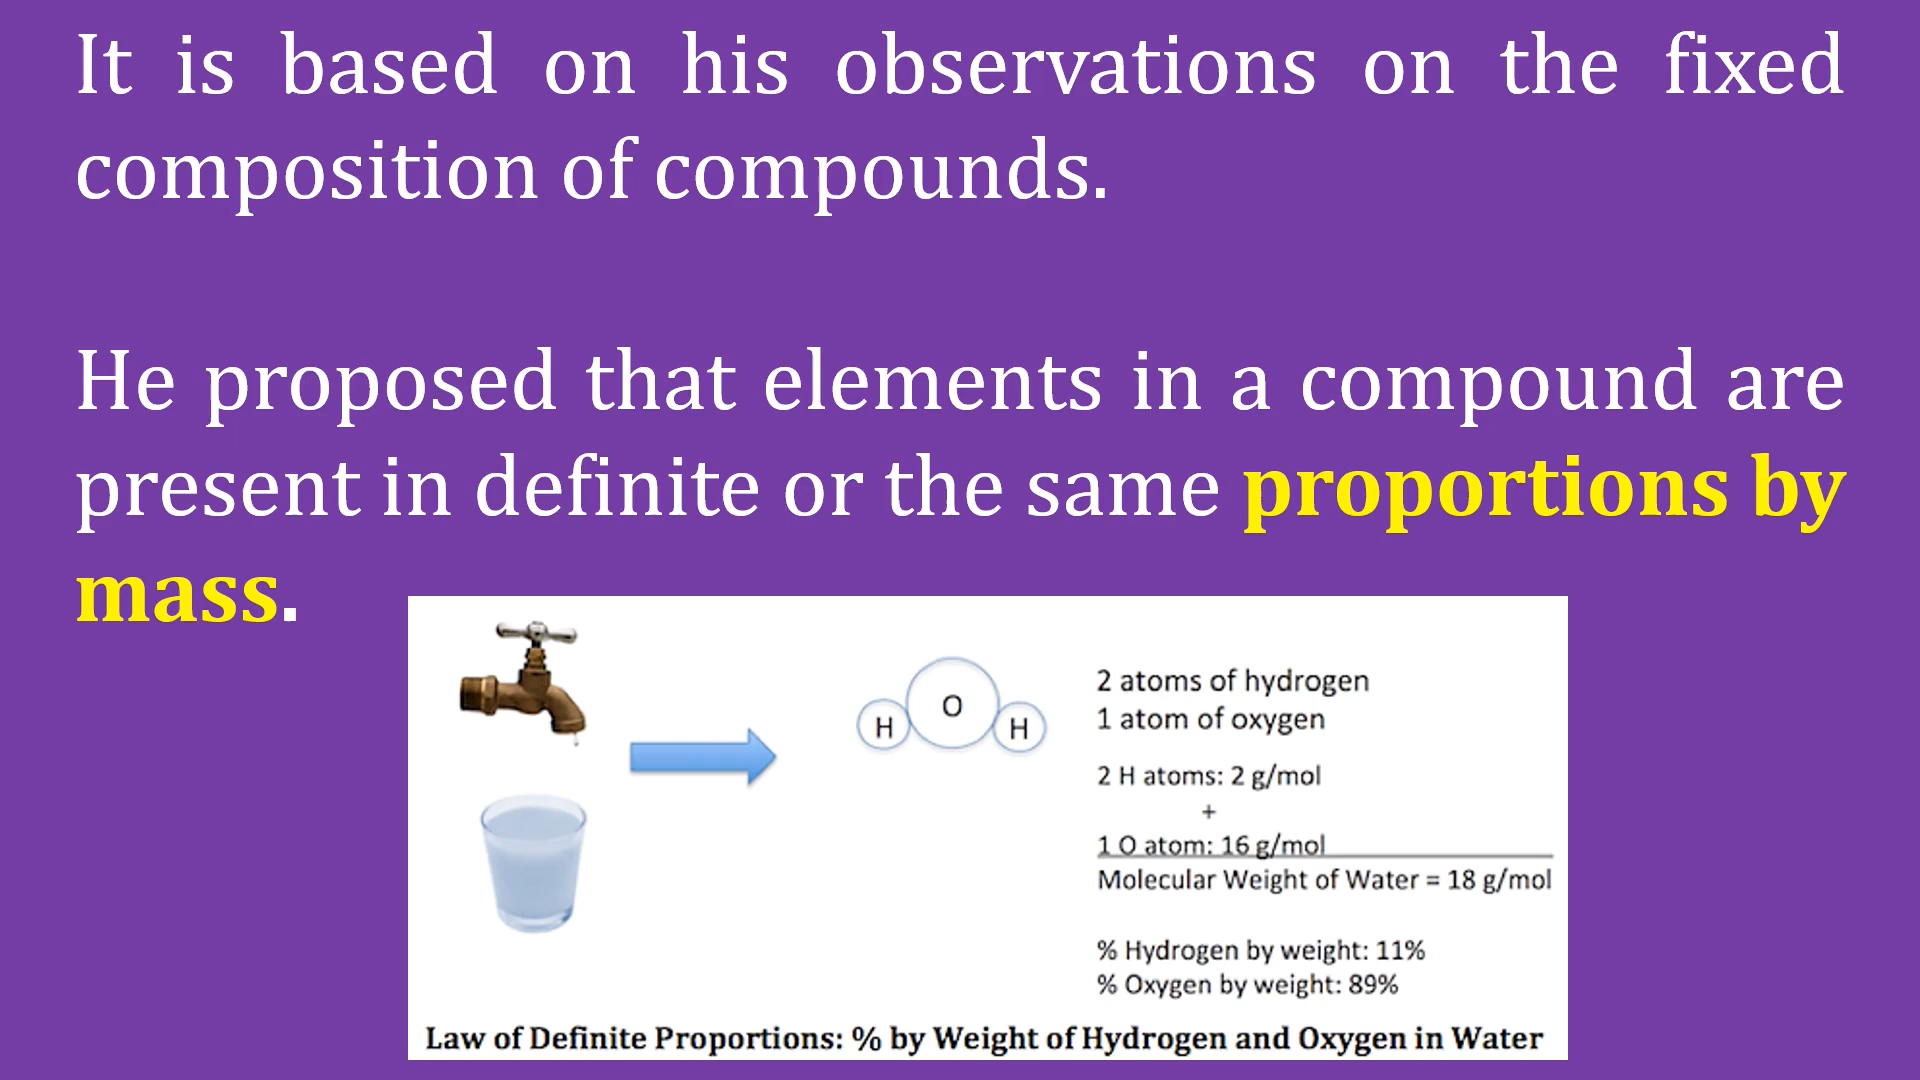 It is based on his observations on the fixed
composition of compounds.
He proposed that elements in a compound are
present in definite or the same proportions by
mass.
H O H
2 atoms of hydrogen
1 atom of oxygen
2 H atoms: 2 g/mol
+
1 O atom: 16 g/mol
Molecular Weight of Water = 18 g/mol
% Hydrogen by weight: 11%
% Oxygen by weight: 89%
Law of Definite Proportions: % by Weight of Hydrogen and Oxygen in Water